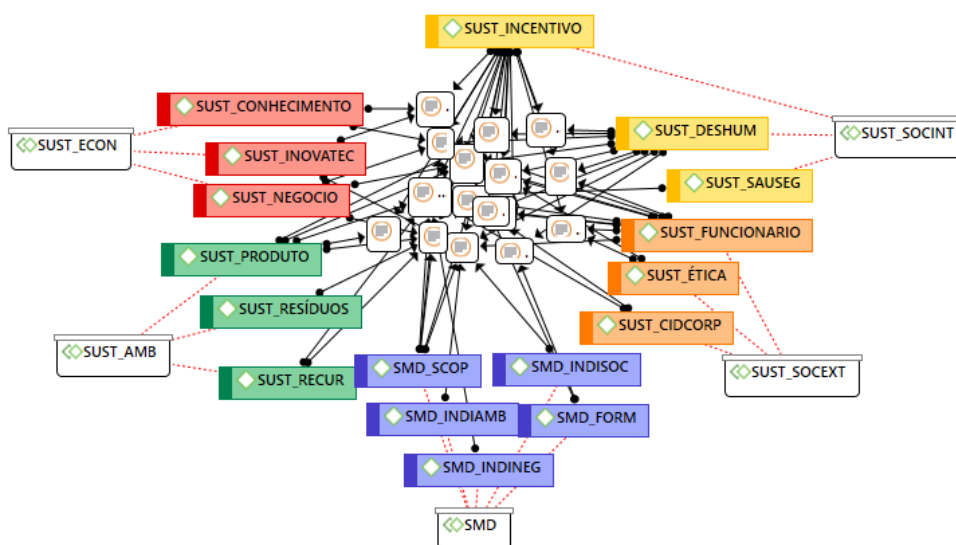 SUST_INCENTIVO
SUST_CONHECIMENTO
SUST_DESHUM
SUST_ECON
SUST_SOCINT
SUST_INOVATEC
SUST_SAUSEG
SUST_NEGOCIO
SUST_FUNCIONARIO
SUST_PRODUTO
SUST_ÉTICA
SUST_RESÍDUOS
SUST_CIDCORP
SUST_AMB
SMD_SCOP
SMD_INDISOC
SUST_SOCEXT
SUST_RECUR
SMD_INDIAMB
SMD_FORM
SMD_INDINEG
SMD